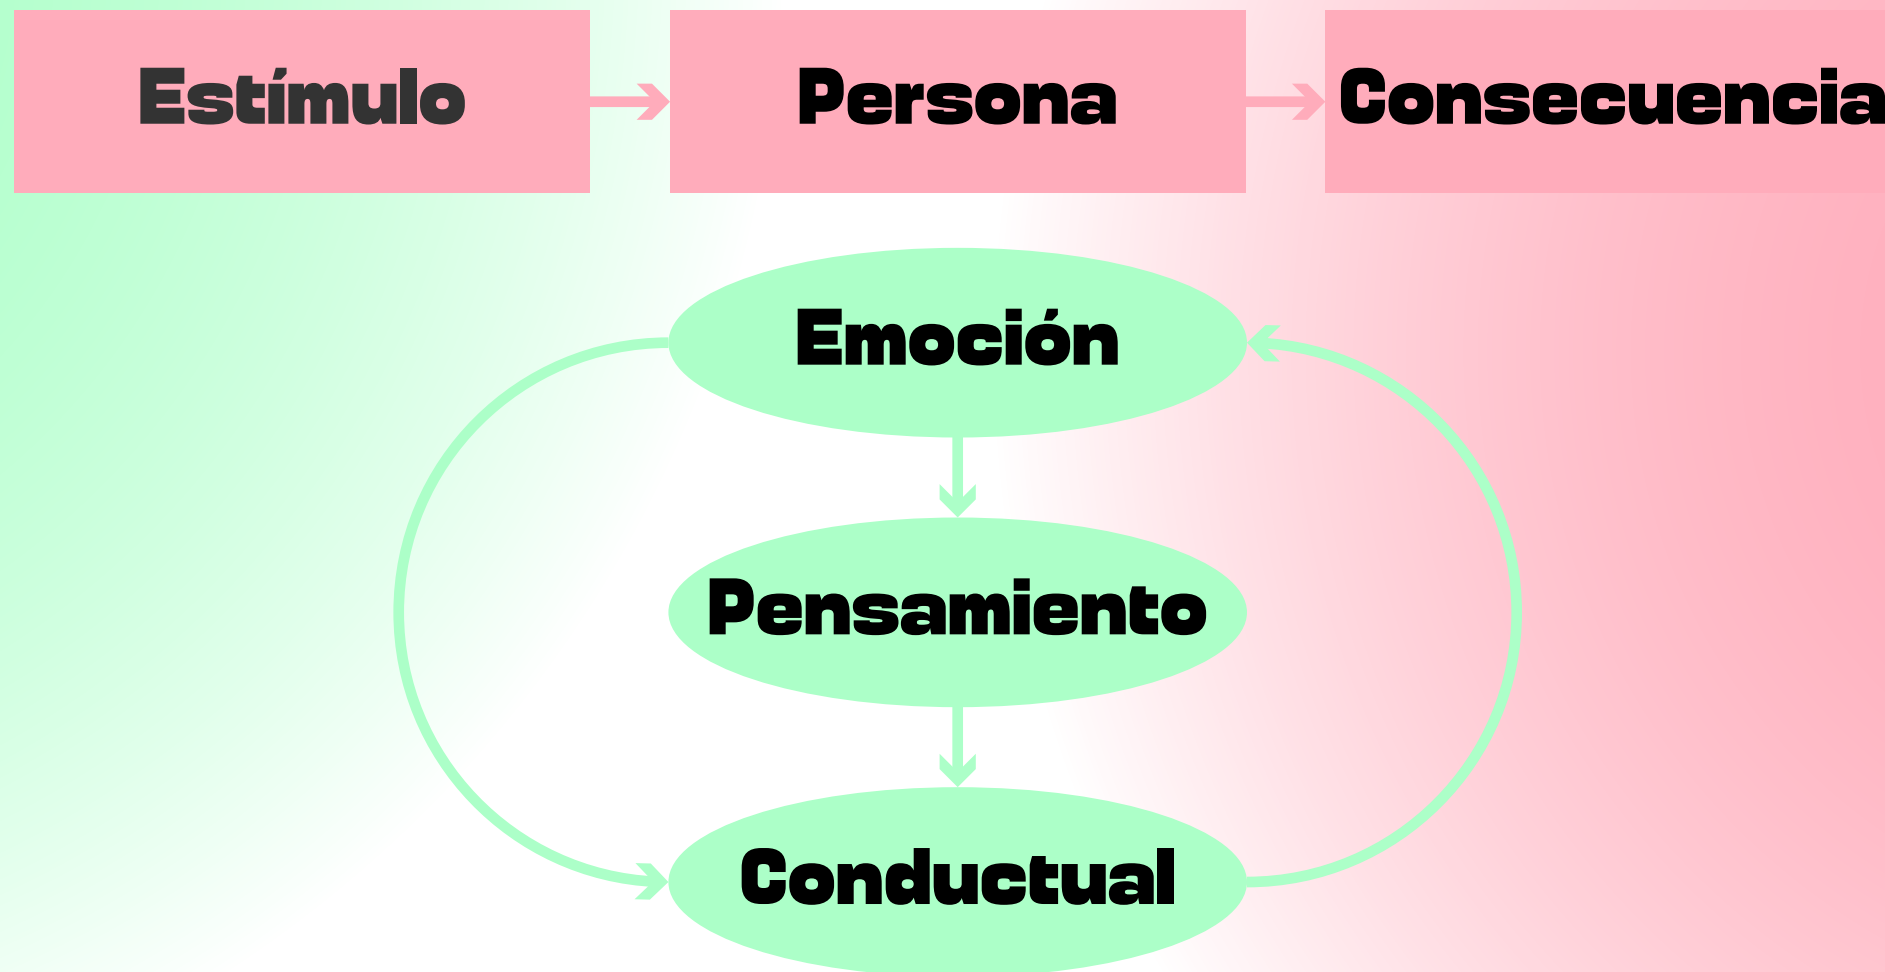 Estímulo
Persona
Consecuencia
Emoción
Pensamiento
Conductual